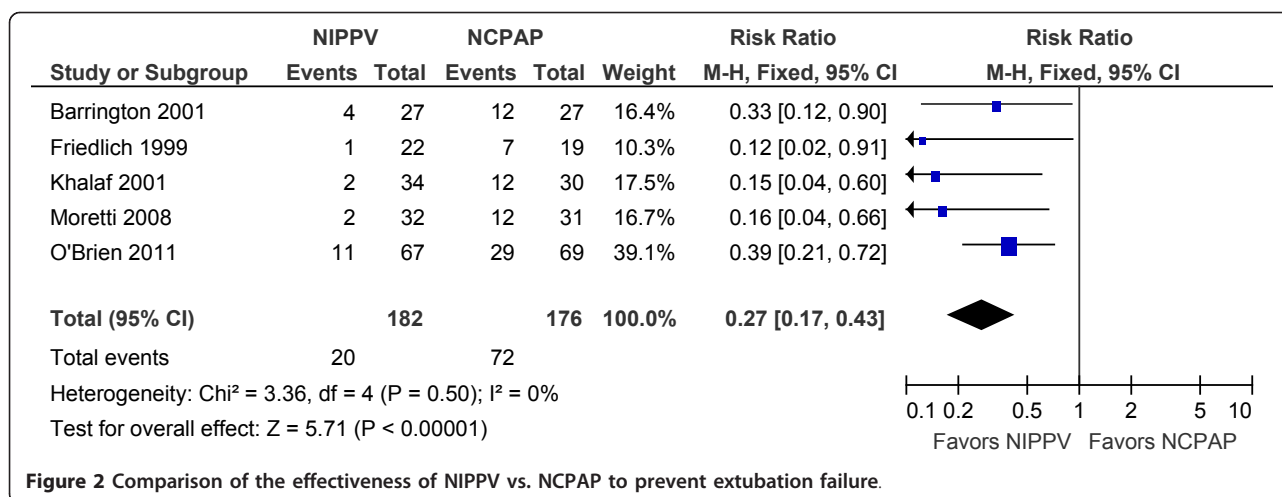 NIPPV NCPAP Risk Ratio Risk Ratio
Study or Subgroup Events Total Events Total Weight M-H, Fixed, 95% CI M-H, Fixed, 95% CI
Barrington 2001 4 27 12 27 16.4% 0.33 [0.12, 0.90]
Friedlich 1999 1 22 7 19 10.3% 0.12 [0.02, 0.91]
Khalaf 2001 2 34 12 30 17.5% 0.15 [0.04, 0.60]
Moretti 2008 2 32 12 31 16.7% 0.16 [0.04, 0.66]
O'Brien 2011 11 67 29 69 39.1% 0.39 [0.21, 0.72]
Total (95% CI) 182 176 100.0% 0.27 [0.17, 0.43]
Total events 20 72
Heterogeneity: Chi² = 3.36, df = 4 (P = 0.50); I² = 0%
Test for overall effect: Z = 5.71 (P < 0.00001)
0.1 0.2 0.5 1 2 5 10
Favors NIPPV Favors NCPAP
Figure 2 Comparison of the effectiveness of NIPPV vs. NCPAP to prevent extubation failure.